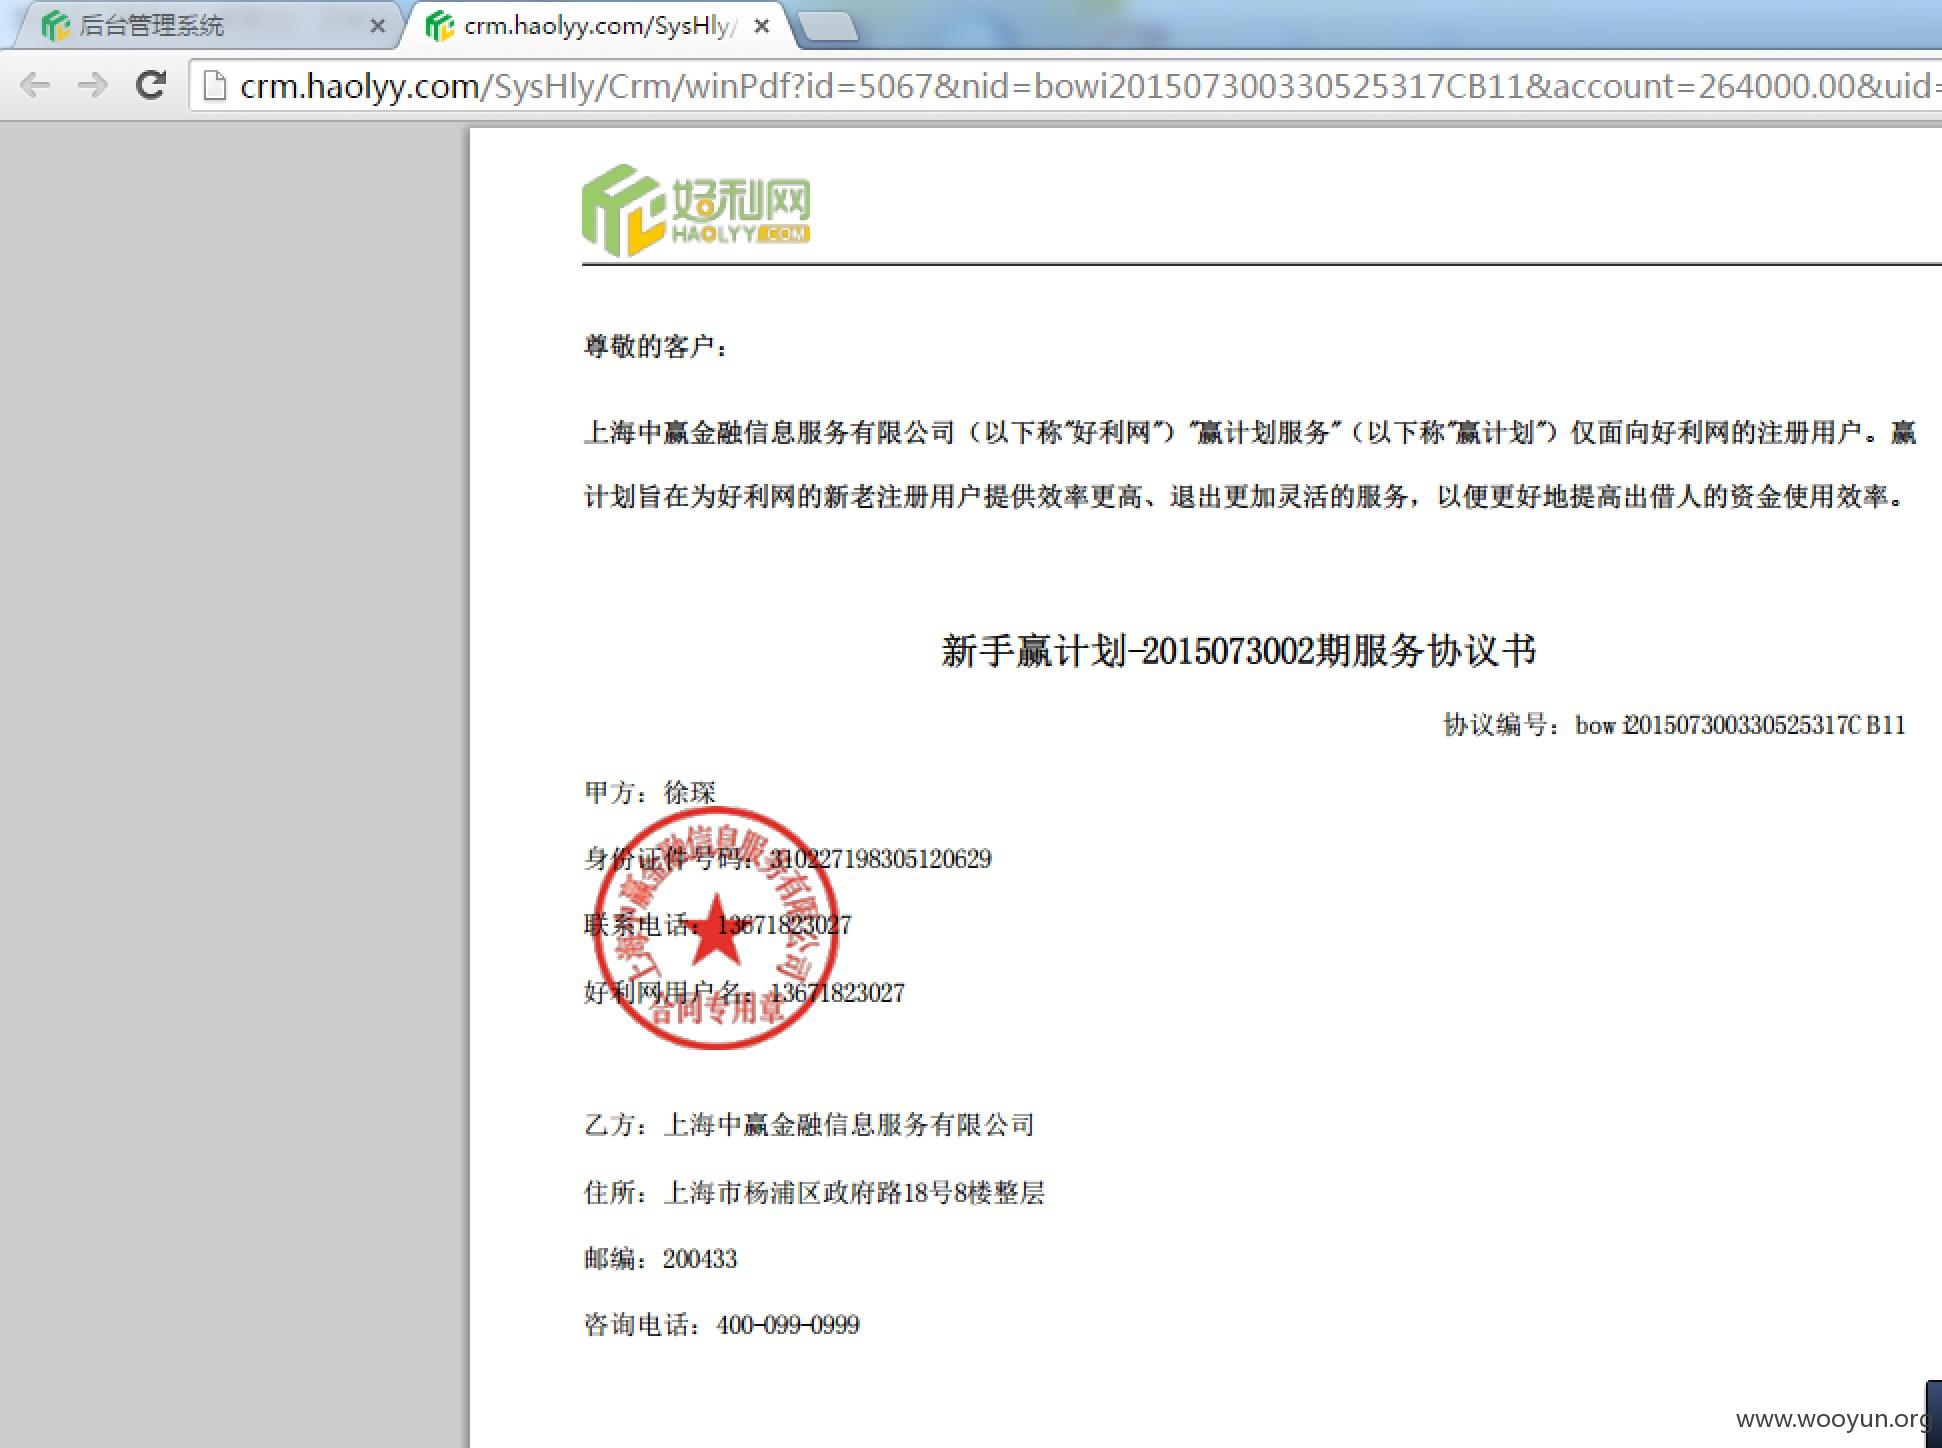 后台管理系统
crm.haolyy.com/SysHly/
crm.haolyy.com/SysHly/Crm/winPdf?id=5067&nid=bowi201507300330525317CB11&account=264000.00&uid=
好利网
HAOLYY.COM
尊敬的客户：
上海中赢金融信息服务有限公司（以下称"好利网"）"赢计划服务"（以下称"赢计划"）仅面向好利网的注册用户。赢
计划旨在为好利网的新老注册用户提供效率更高、退出更加灵活的服务，以便更好地提高出借人的资金使用效率。
新手赢计划-2015073002期服务协议书
协议编号：bowi201507300330525317CB11
甲方：徐琛
身份证件号码：310227198305120629
联系电话：13671823027
好利网用户名：13671823027
上海中赢金融信息服务有限公司
合同专用章
乙方：上海中赢金融信息服务有限公司
住所：上海市杨浦区政府路18号8楼整层
邮编：200433
咨询电话：400-099-0999
www.wooyun.org